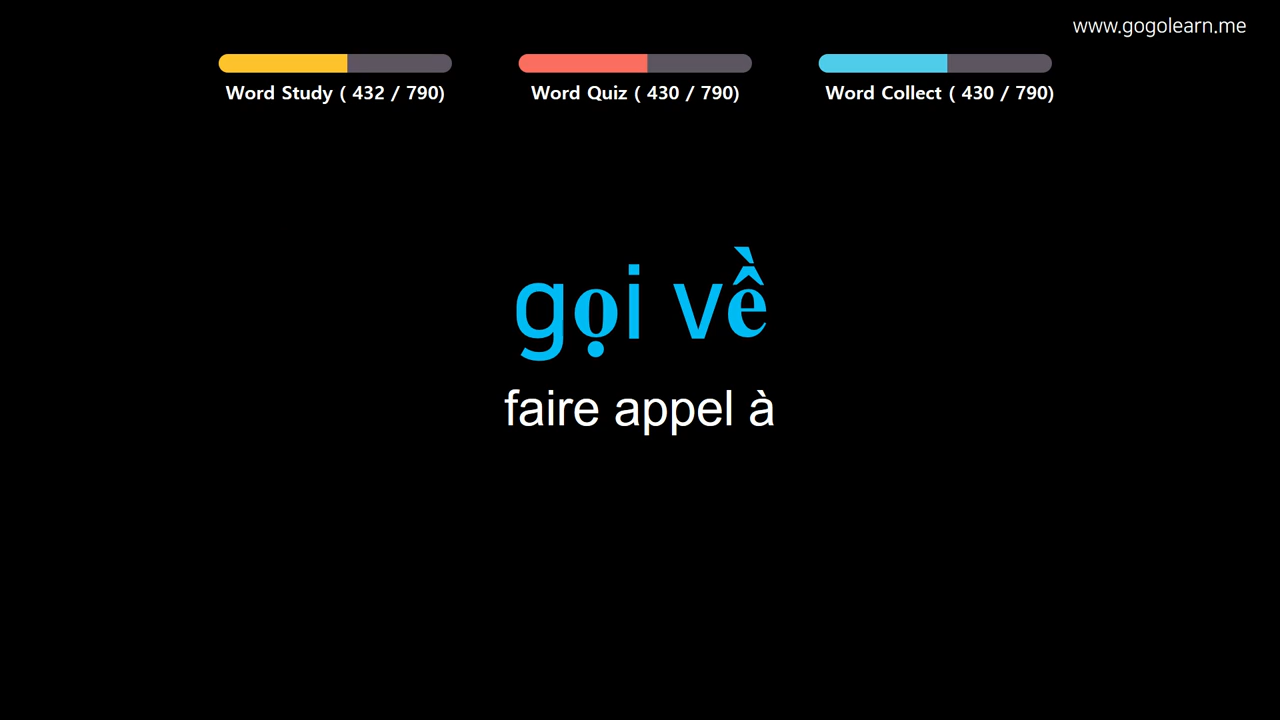 www.gogolearn.me
Word Study ( 432 / 790)
Word Quiz ( 430 / 790)
Word Collect ( 430 / 790)
gọi về
faire appel à